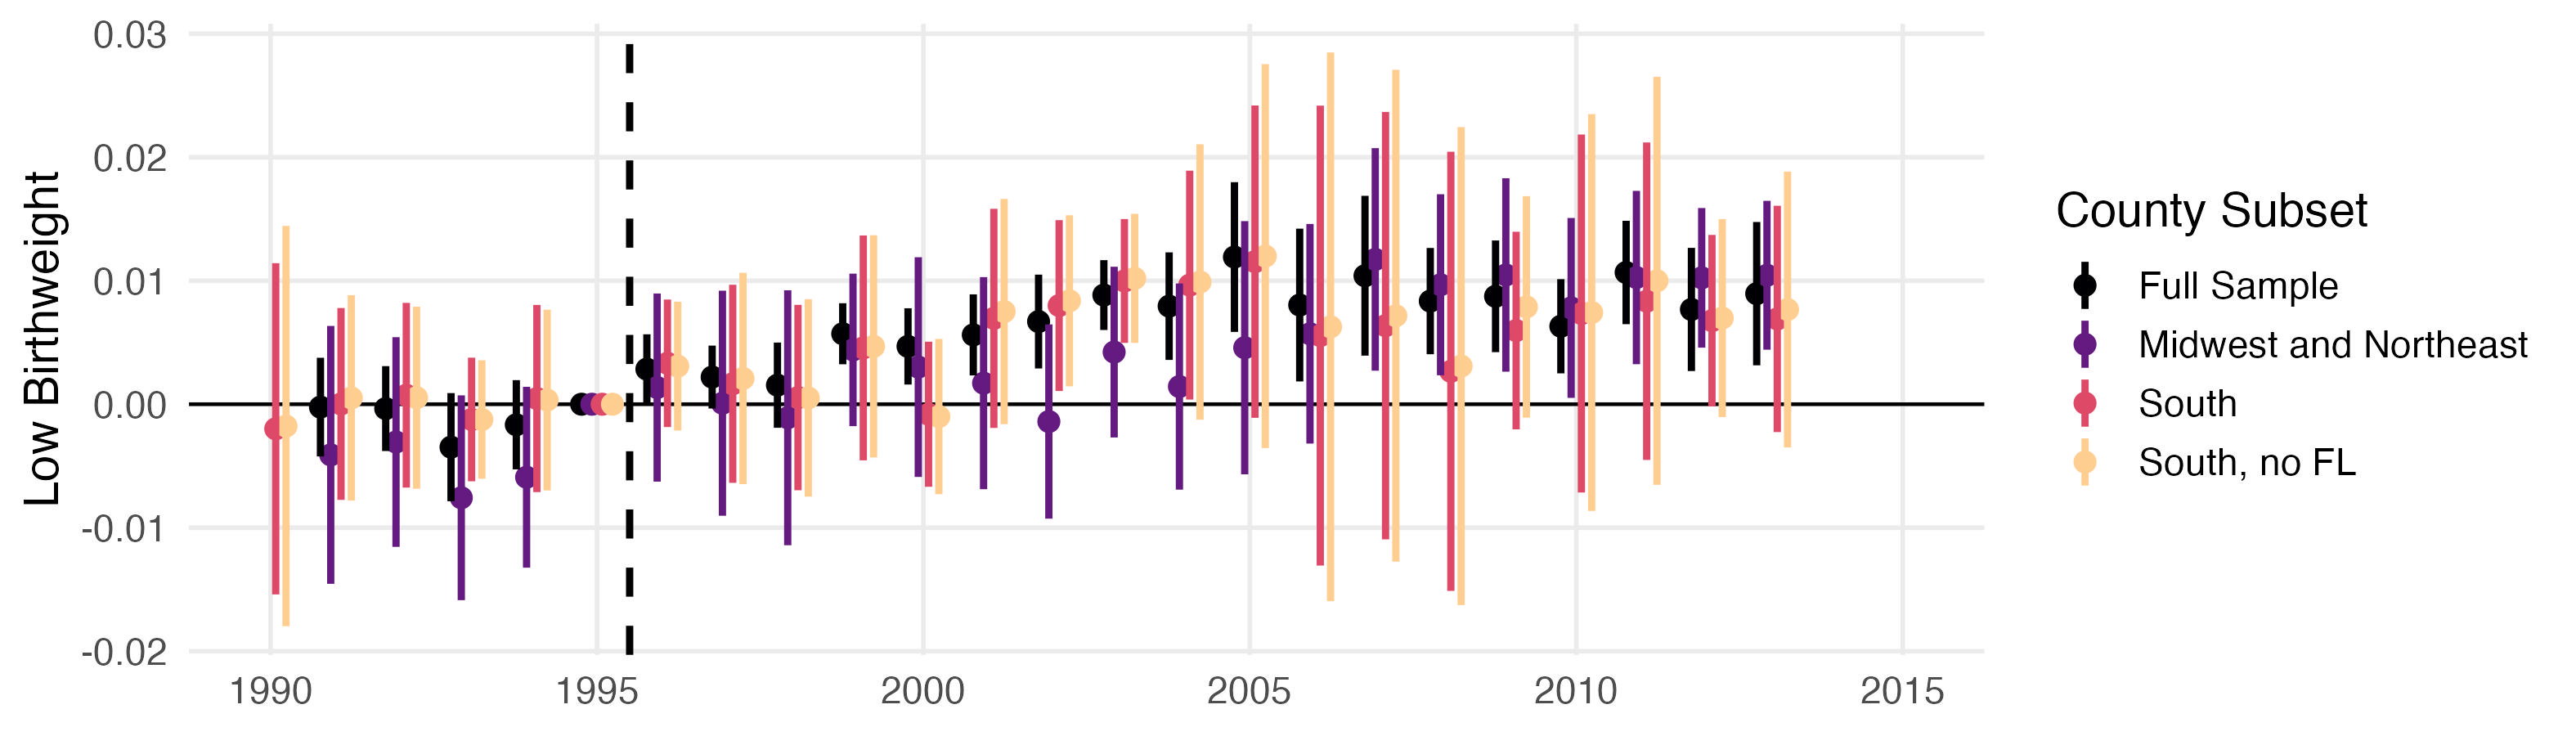 Low Birthweight
0.03
0.02
0.01
0.00
-0.01
-0.02
1990 1995 2000 2005 2010 2015
County Subset
Full Sample
Midwest and Northeast
South
South, no FL